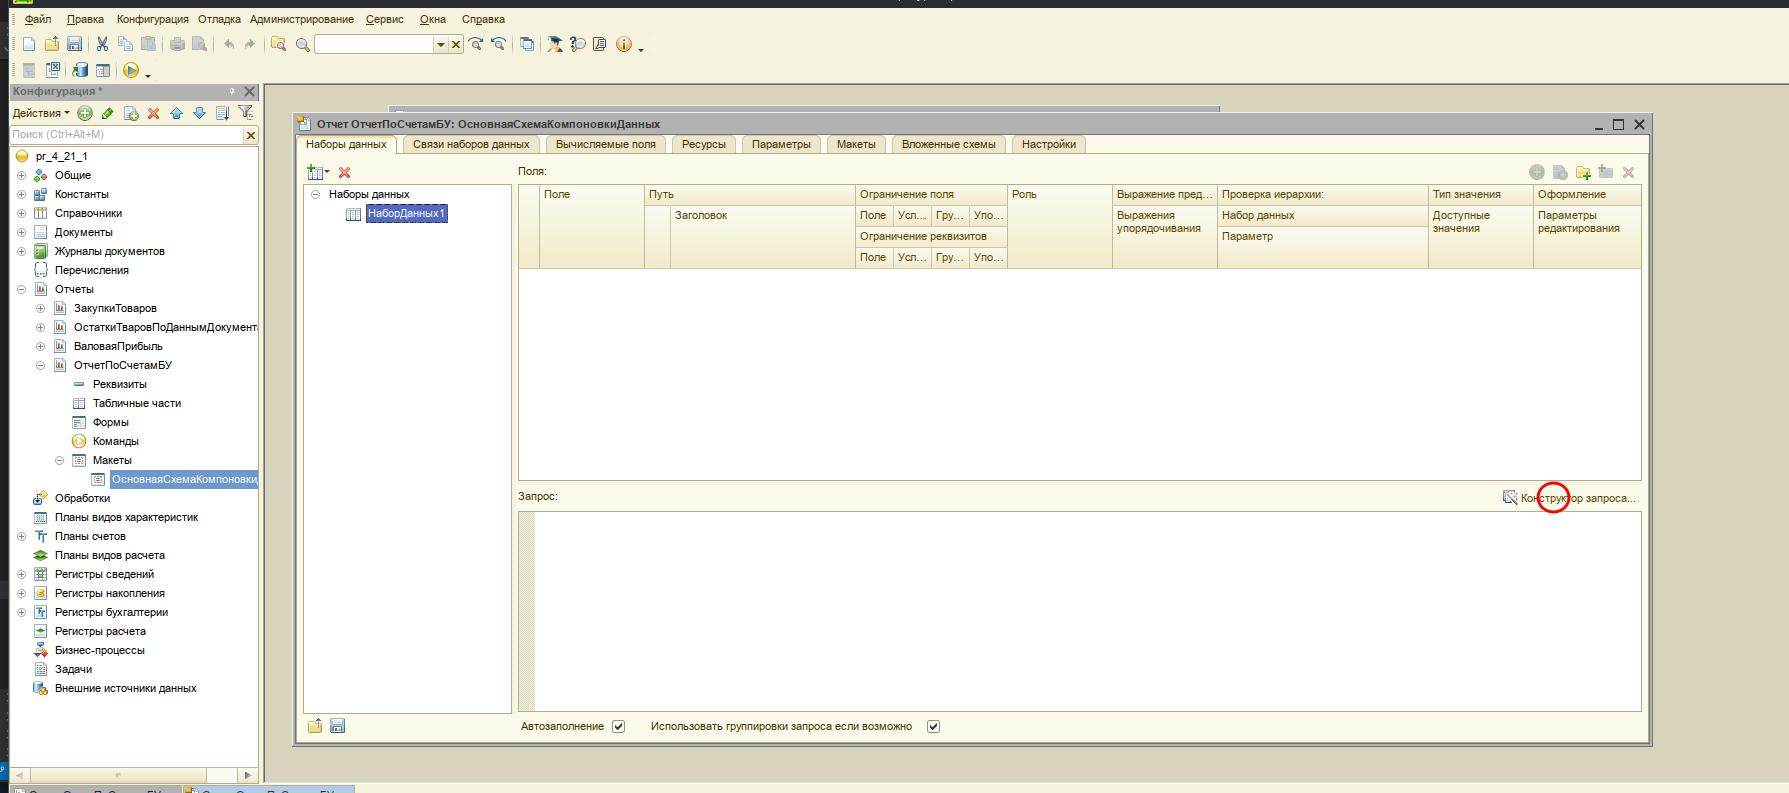 Файл Правка Конфигурация Отладка Администрирование Сервис Окна Справка
Конфигурация *
Действия
Поиск (Ctrl+Alt+M)
pr_4_21_1
Общие
Константы
Справочники
Документы
Журналы документов
Перечисления
Отчеты
ЗакупкиТоваров
ОстаткиТваровПоДаннымДокумент
ВаловаяПрибыль
ОтчетПоСчетамБУ
Реквизиты
Табличные части
Формы
Команды
Макеты
ОсновнаяСхемаКомпоновки
Обработки
Планы видов характеристик
Планы счетов
Планы видов расчета
Регистры сведений
Регистры накопления
Регистры бухгалтерии
Регистры расчета
Бизнес-процессы
Задачи
Внешние источники данных
Отчет ОтчетПоСчетамБУ: ОсновнаяСхемаКомпоновкиДанных
Наборы данных Связи наборов данных Вычисляемые поля Ресурсы Параметры Макеты Вложенные схемы Настройки
Наборы данных
НаборДанных1
Поля:
Поле Путь Ограничение поля Роль Выражение пред... Проверка иерархии: Тип значения Оформление
Заголовок Поле Усл... Гру... Упо... Выражения упорядочивания Набор данных Доступные значения Параметры редактирования
Ограничение реквизитов Параметр
Поле Усл... Гру... Упо...
Запрос: Конструктор запроса...
Автозаполнение Использовать группировки запроса если возможно